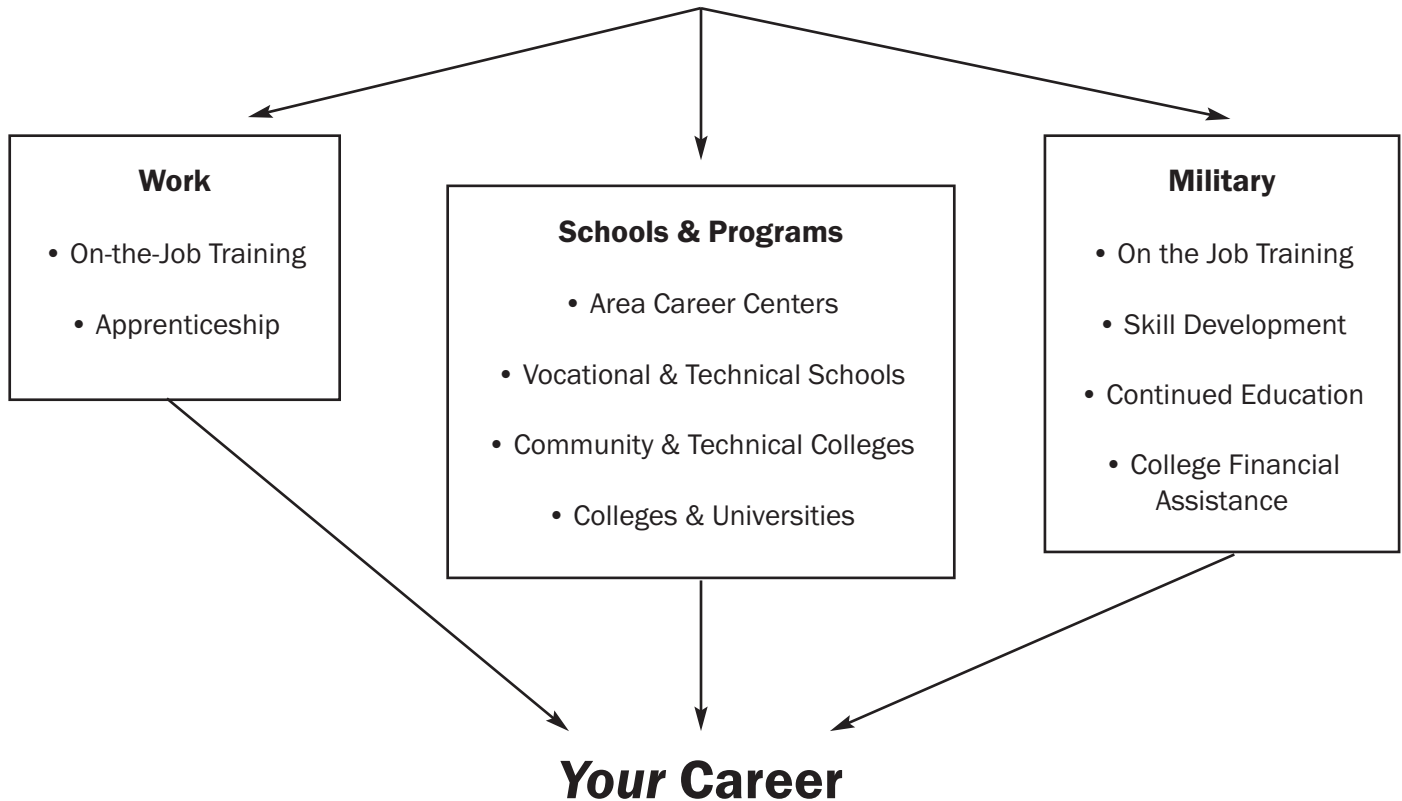 Work
• On-the-Job Training
• Apprenticeship
Schools & Programs
• Area Career Centers
• Vocational & Technical Schools
• Community & Technical Colleges
• Colleges & Universities
Military
• On the Job Training
• Skill Development
• Continued Education
• College Financial
Assistance
Your Career